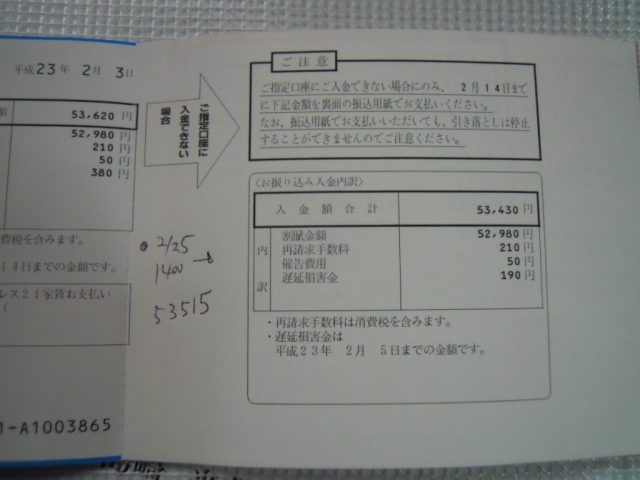 平成23年 2月 3日
額 53,620円
52,980円
210円
50円
380円
費税を含みます。
14日までの金額です。
レス21家賃お支払い
く
1-A1003865
ご指定口座に
入金できない
場合
2/25
1400 →
53515
ご注意
ご指定口座にご入金できない場合にのみ、 2月14日まで
に下記金額を裏面の振込用紙でお支払いください。
なお、振込用紙でお支払いいただいても、引き落としは停止
することができませんのでご注意ください。
〈お振り込み入金内訳〉
入金額合計 53,430円
内訳
割賦金額 52,980円
再請求手数料 210円
催告費用 50円
遅延損害金 190円
・再請求手数料は消費税を含みます。
・遅延損害金は
平成23年 2月 5日までの金額です。